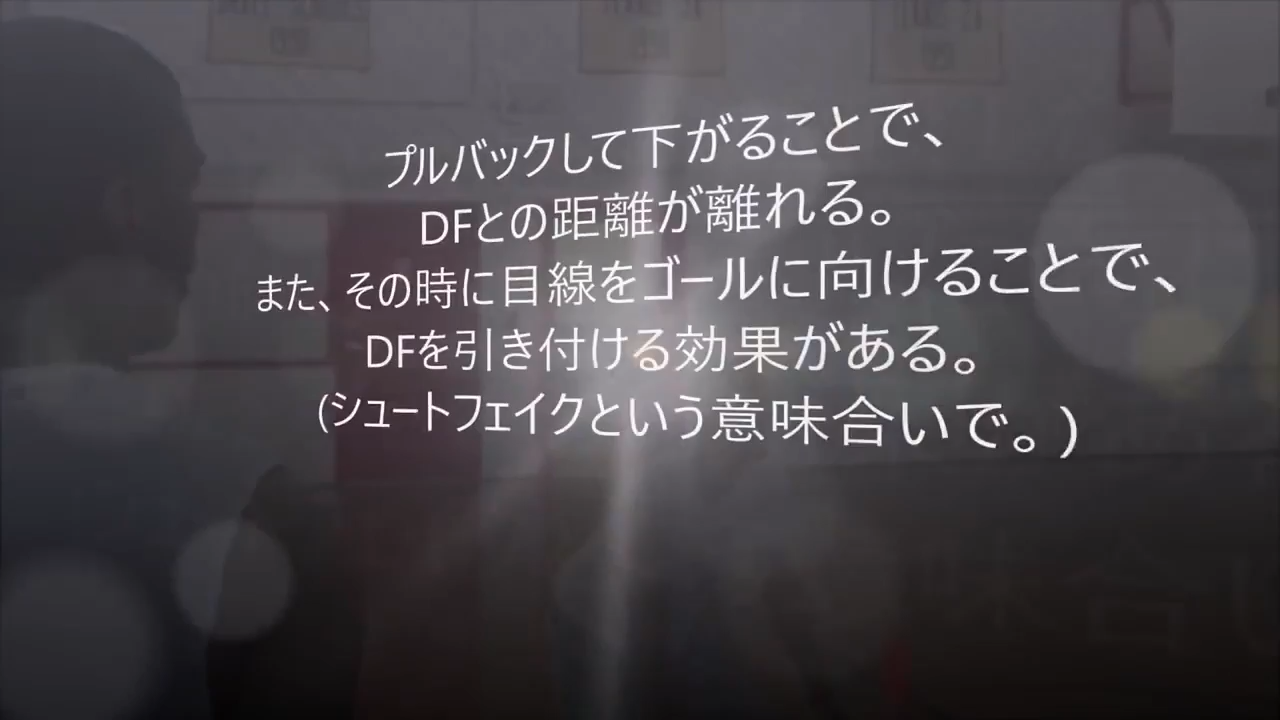 プルバックして下がることで、
DFとの距離が離れる。
また、その時に目線をゴールに向けることで、
DFを引き付ける効果がある。
(シュートフェイクという意味合いで。)
味合い